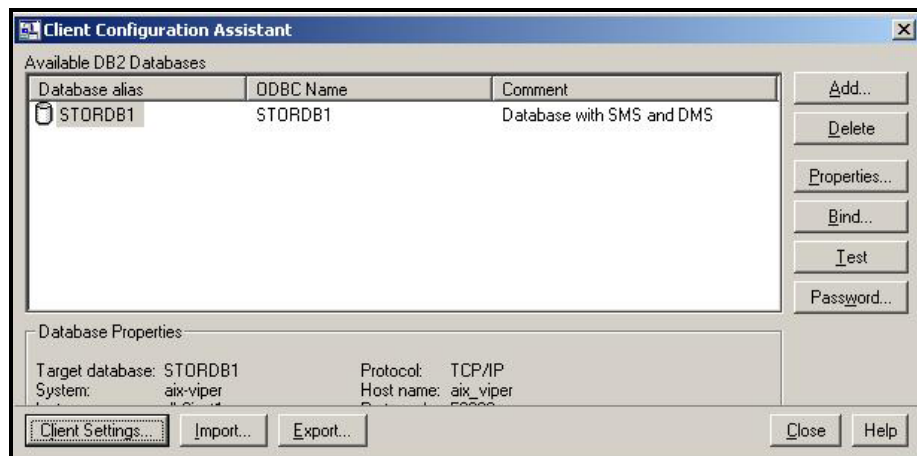 Client Configuration Assistant
Available DB2 Databases
Database alias ODBC Name Comment
STORDB1 STORDB1 Database with SMS and DMS
Add...
Delete
Properties...
Bind...
Test
Password...
Database Properties
Target database: STORDB1 Protocol: TCP/IP
System: aix-viper Host name: aix_viper
Client Settings... Import... Export... Close Help